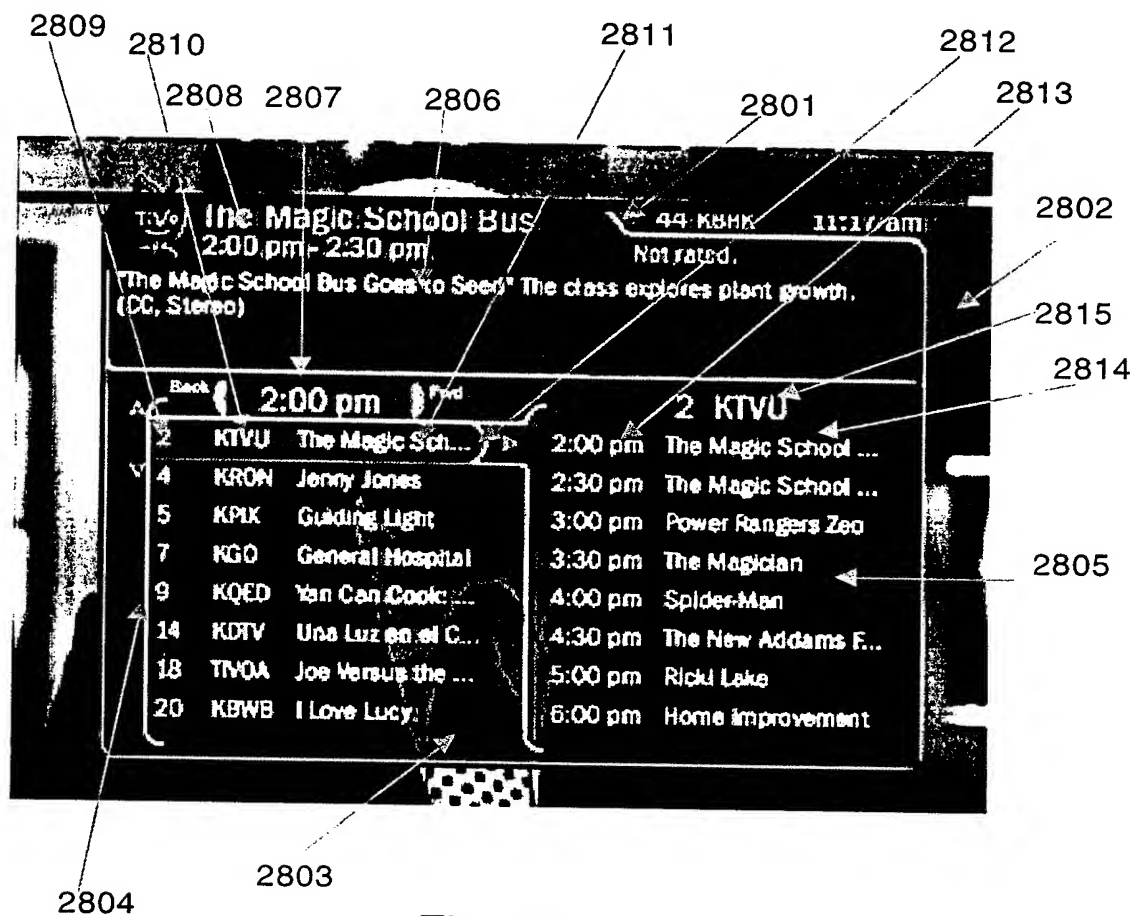 2809 2810 2811 2812
2808 2807 2806 2801 2813
TiVo The Magic School Bus 44 KBHK 11:17 am
2:00 pm - 2:30 pm Not rated.
2802
"The Magic School Bus Goes to Seed" The class explores plant growth.
(CC, Stereo)
2815
2814
Back 2:00 pm Fwd 2 KTVU
2 KTVU The Magic Sch... 2:00 pm The Magic School ...
4 KRON Jenny Jones 2:30 pm The Magic School ...
5 KPIX Guiding Light 3:00 pm Power Rangers Zeo
7 KGO General Hospital 3:30 pm The Magician
2805
9 KQED Yan Can Cook: ... 4:00 pm Spider-Man
14 KDTV Una Luz en el C... 4:30 pm The New Addams F...
18 TIVOA Joe Versus the ... 5:00 pm Ricki Lake
20 KBWB I Love Lucy 6:00 pm Home Improvement
2803
2804